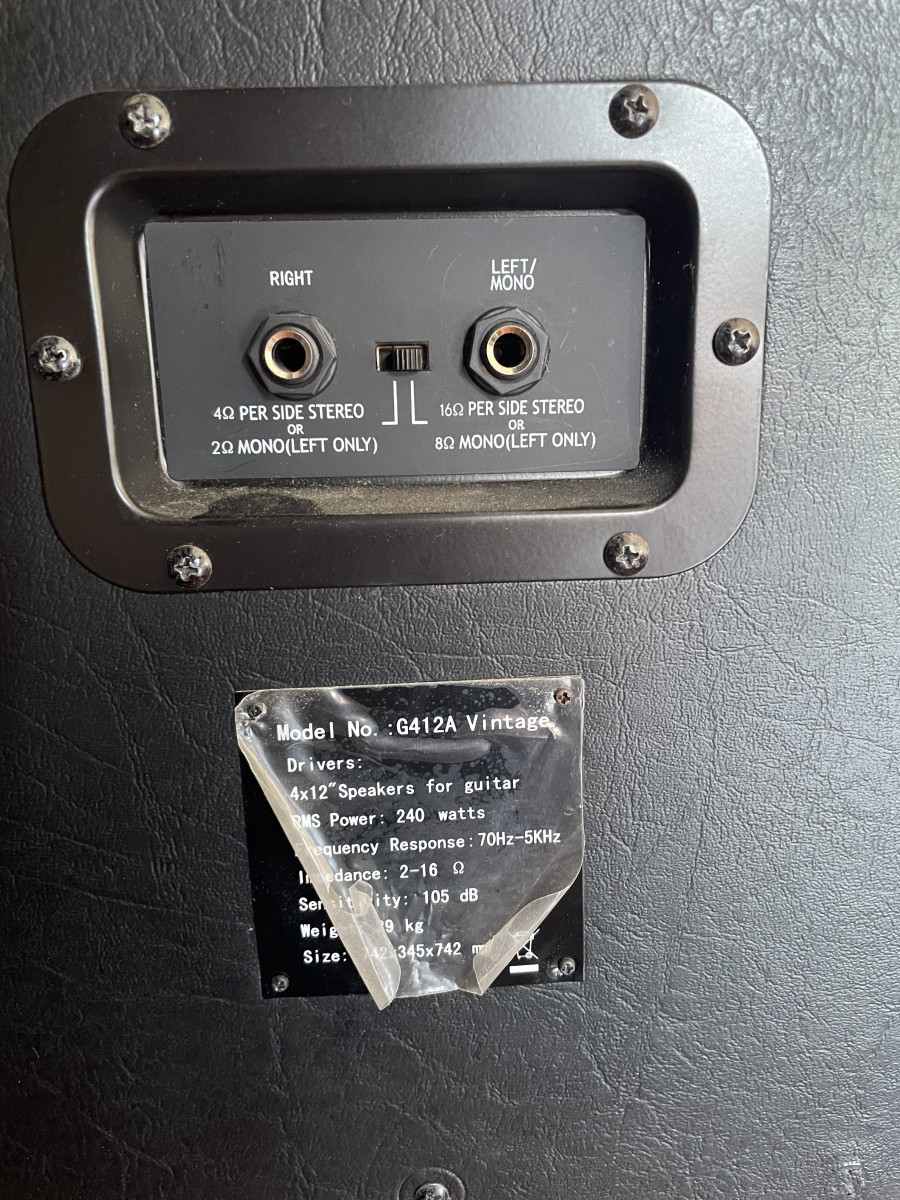 RIGHT
LEFT/
MONO
4Ω PER SIDE STEREO
OR
2Ω MONO(LEFT ONLY)
16Ω PER SIDE STEREO
OR
8Ω MONO(LEFT ONLY)
Model No.:G412A Vintage
Drivers:
4x12"Speakers for guitar
RMS Power: 240 watts
Frequency Response:70Hz-5KHz
Impedance: 2-16 Ω
Sensitivity: 105 dB
kg
Size: